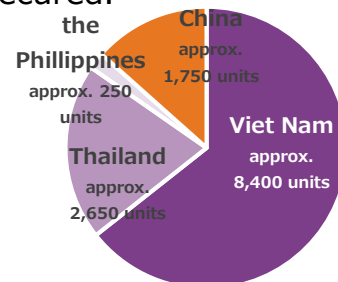 the
Phillippines
approx. 250
units
China
approx.
1,750 units
Viet Nam
approx.
8,400 units
Thailand
approx.
2,650 units